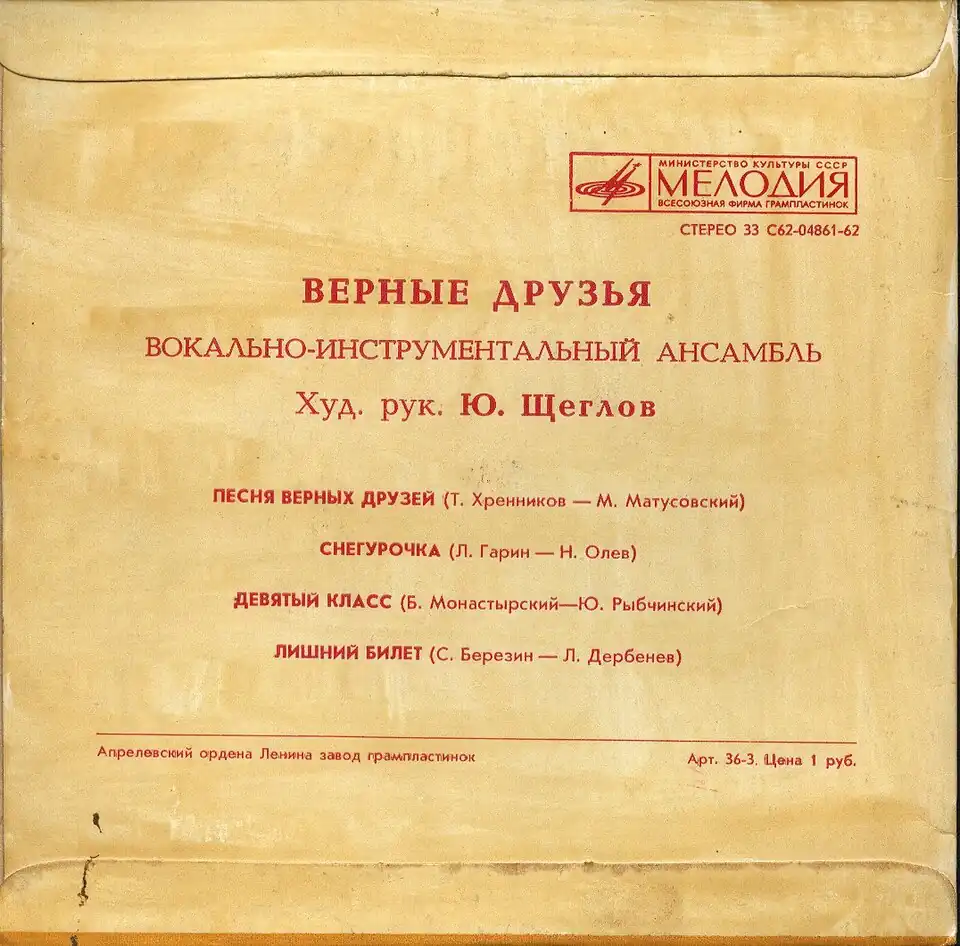 МИНИСТЕРСТВО КУЛЬТУРЫ СССР
МЕЛОДИЯ
ВСЕСОЮЗНАЯ ФИРМА ГРАМПЛАСТИНОК
СТЕРЕО 33 С62-04861-62
ВЕРНЫЕ ДРУЗЬЯ
ВОКАЛЬНО-ИНСТРУМЕНТАЛЬНЫЙ АНСАМБЛЬ
Худ. рук. Ю. Щеглов
ПЕСНЯ ВЕРНЫХ ДРУЗЕЙ (Т. Хренников — М. Матусовский)
СНЕГУРОЧКА (Л. Гарин — Н. Олев)
ДЕВЯТЫЙ КЛАСС (Б. Монастырский—Ю. Рыбчинский)
ЛИШНИЙ БИЛЕТ (С. Березин — Л. Дербенев)
Апрелевский ордена Ленина завод грампластинок
Арт. 36-3. Цена 1 руб.